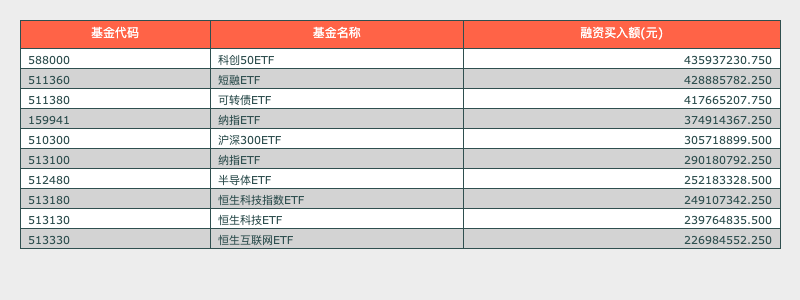 基金代码 基金名称 融资买入额(元)
588000 科创50ETF 435937230.750
511360 短融ETF 428885782.250
511380 可转债ETF 417665207.750
159941 纳指ETF 374914367.250
510300 沪深300ETF 305718899.500
513100 纳指ETF 290180792.250
512480 半导体ETF 252183328.500
513180 恒生科技指数ETF 249107342.250
513130 恒生科技ETF 239764835.500
513330 恒生互联网ETF 226984552.250